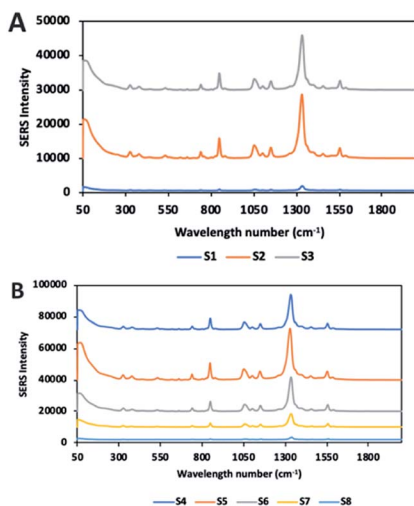 A
50000
40000
30000
20000
10000
0
SERS Intensity
50 300 550 800 1050 1300 1550 1800
Wavelength number (cm⁻¹)
S1 S2 S3
B
100000
80000
60000
40000
20000
0
SERS Intensity
50 300 550 800 1050 1300 1550 1800
Wavelength number (cm⁻¹)
S4 S5 S6 S7 S8